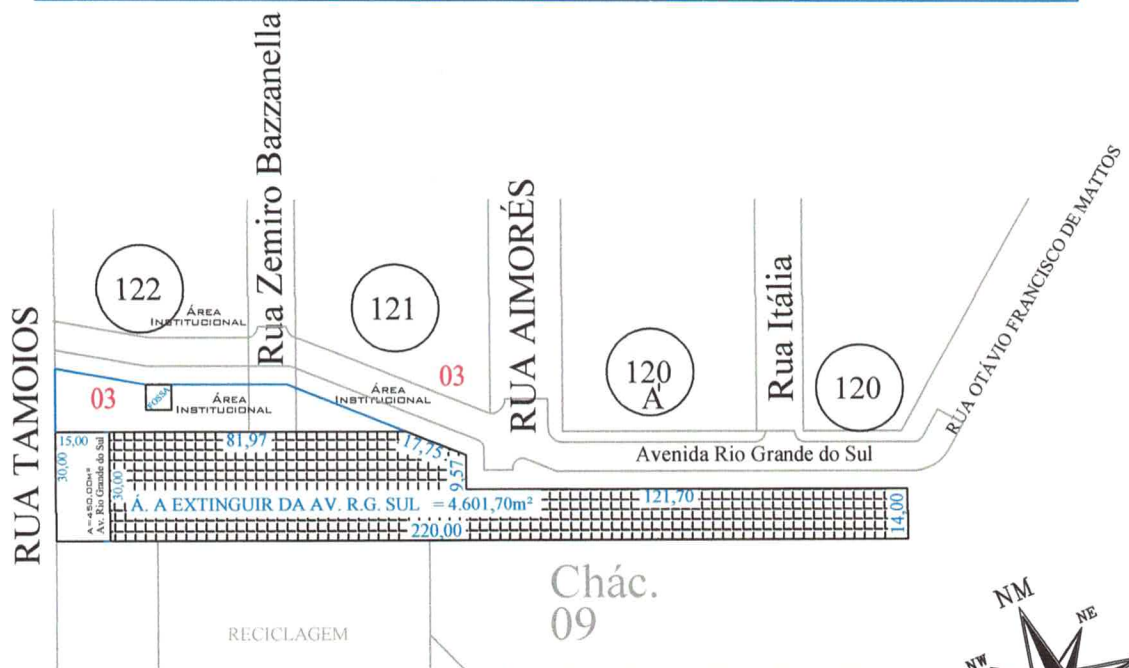 Rua Zemiro Bazzanella
RUA OTÁVIO FRANCISCO DE MATTOS
RUA AIMORÉS
Rua Itália
122
ÁREA
INSTITUCIONAL
121
120
A
120
RUA TAMOIOS
03
FOSSA
ÁREA
INSTITUCIONAL
ÁREA
INSTITUCIONAL
03
Avenida Rio Grande do Sul
15,00
30,00
A=450,00M²
Av. Rio Grande do Sul
30,00
81,97
17,75
9,57
Á. A EXTINGUIR DA AV. R.G. SUL = 4.601,70m²
121,70
14,00
220,00
Chác.
09
RECICLAGEM
NM
NE
NW